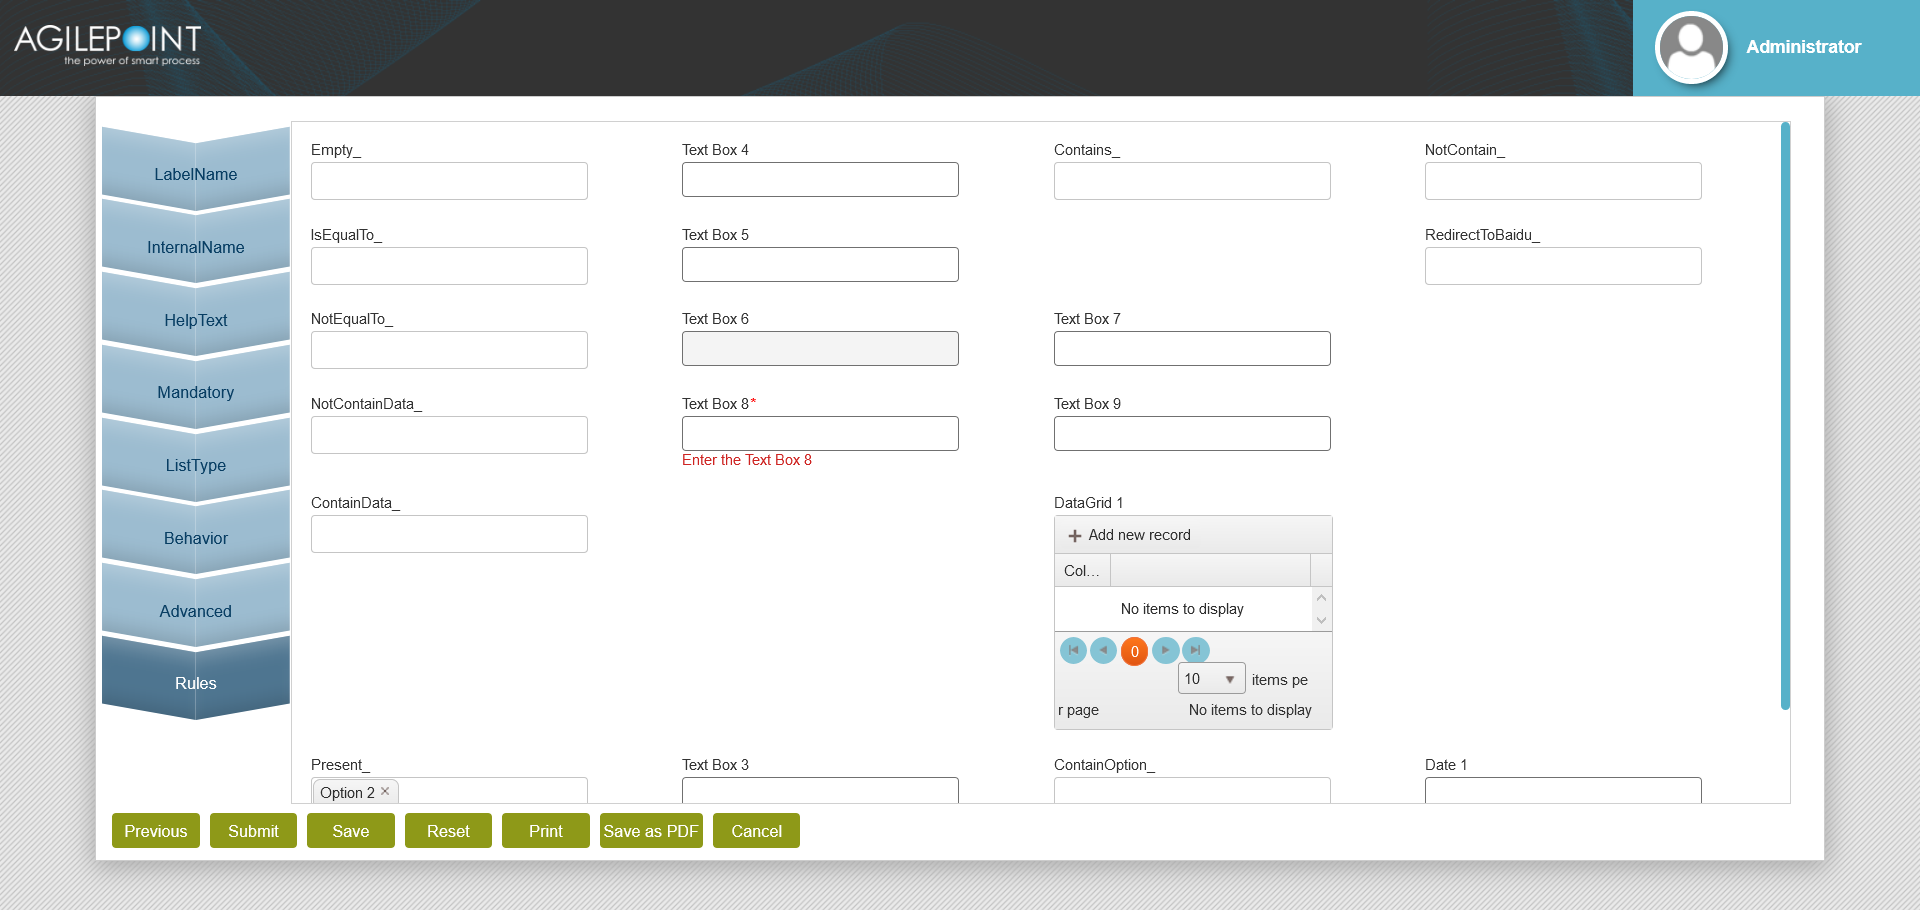 AGILEPOINT
the power of smart process
Administrator
LabelName
InternalName
HelpText
Mandatory
ListType
Behavior
Advanced
Rules
Empty_
Text Box 4
Contains_
NotContain_
IsEqualTo_
Text Box 5
RedirectToBaidu_
NotEqualTo_
Text Box 6
Text Box 7
NotContainData_
Text Box 8*
Text Box 9
Enter the Text Box 8
ContainData_
DataGrid 1
Add new record
Col...
No items to display
0
10
items pe
r page
No items to display
Present_
Text Box 3
ContainOption_
Date 1
Option 2
Previous
Submit
Save
Reset
Print
Save as PDF
Cancel